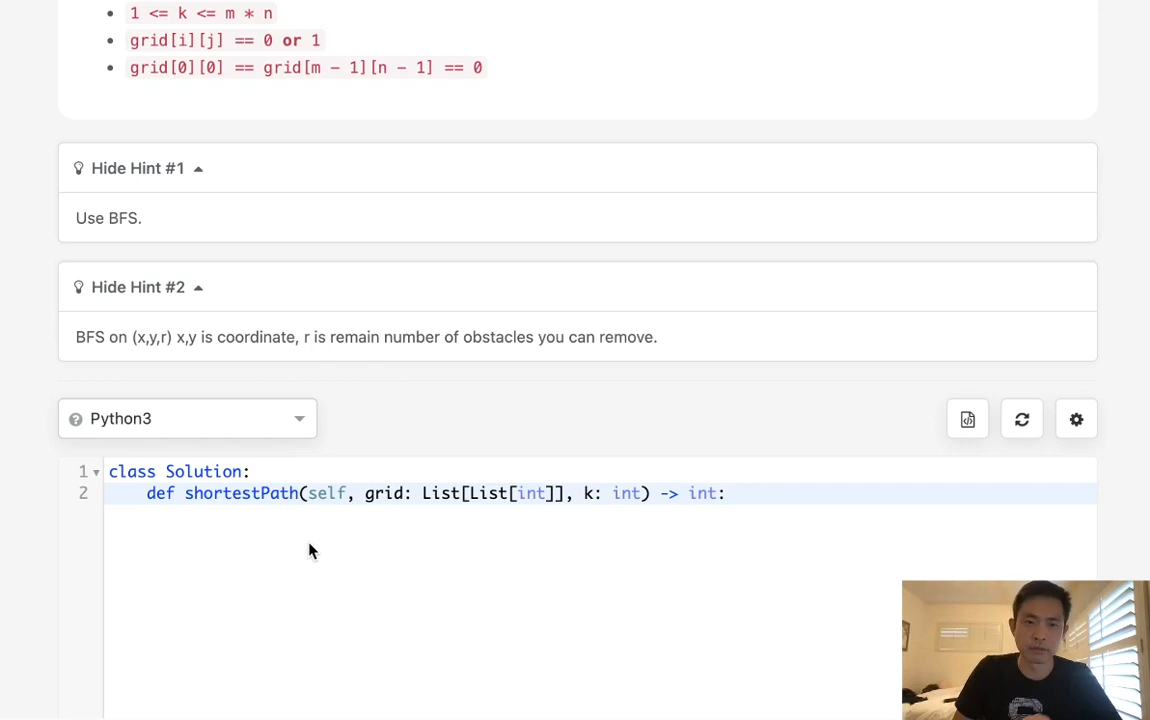 1 <= k <= m * n
grid[i][j] == 0 or 1
grid[0][0] == grid[m - 1][n - 1] == 0
Hide Hint #1
Use BFS.
Hide Hint #2
BFS on (x,y,r) x,y is coordinate, r is remain number of obstacles you can remove.
Python3
1 class Solution:
2 def shortestPath(self, grid: List[List[int]], k: int) -> int: